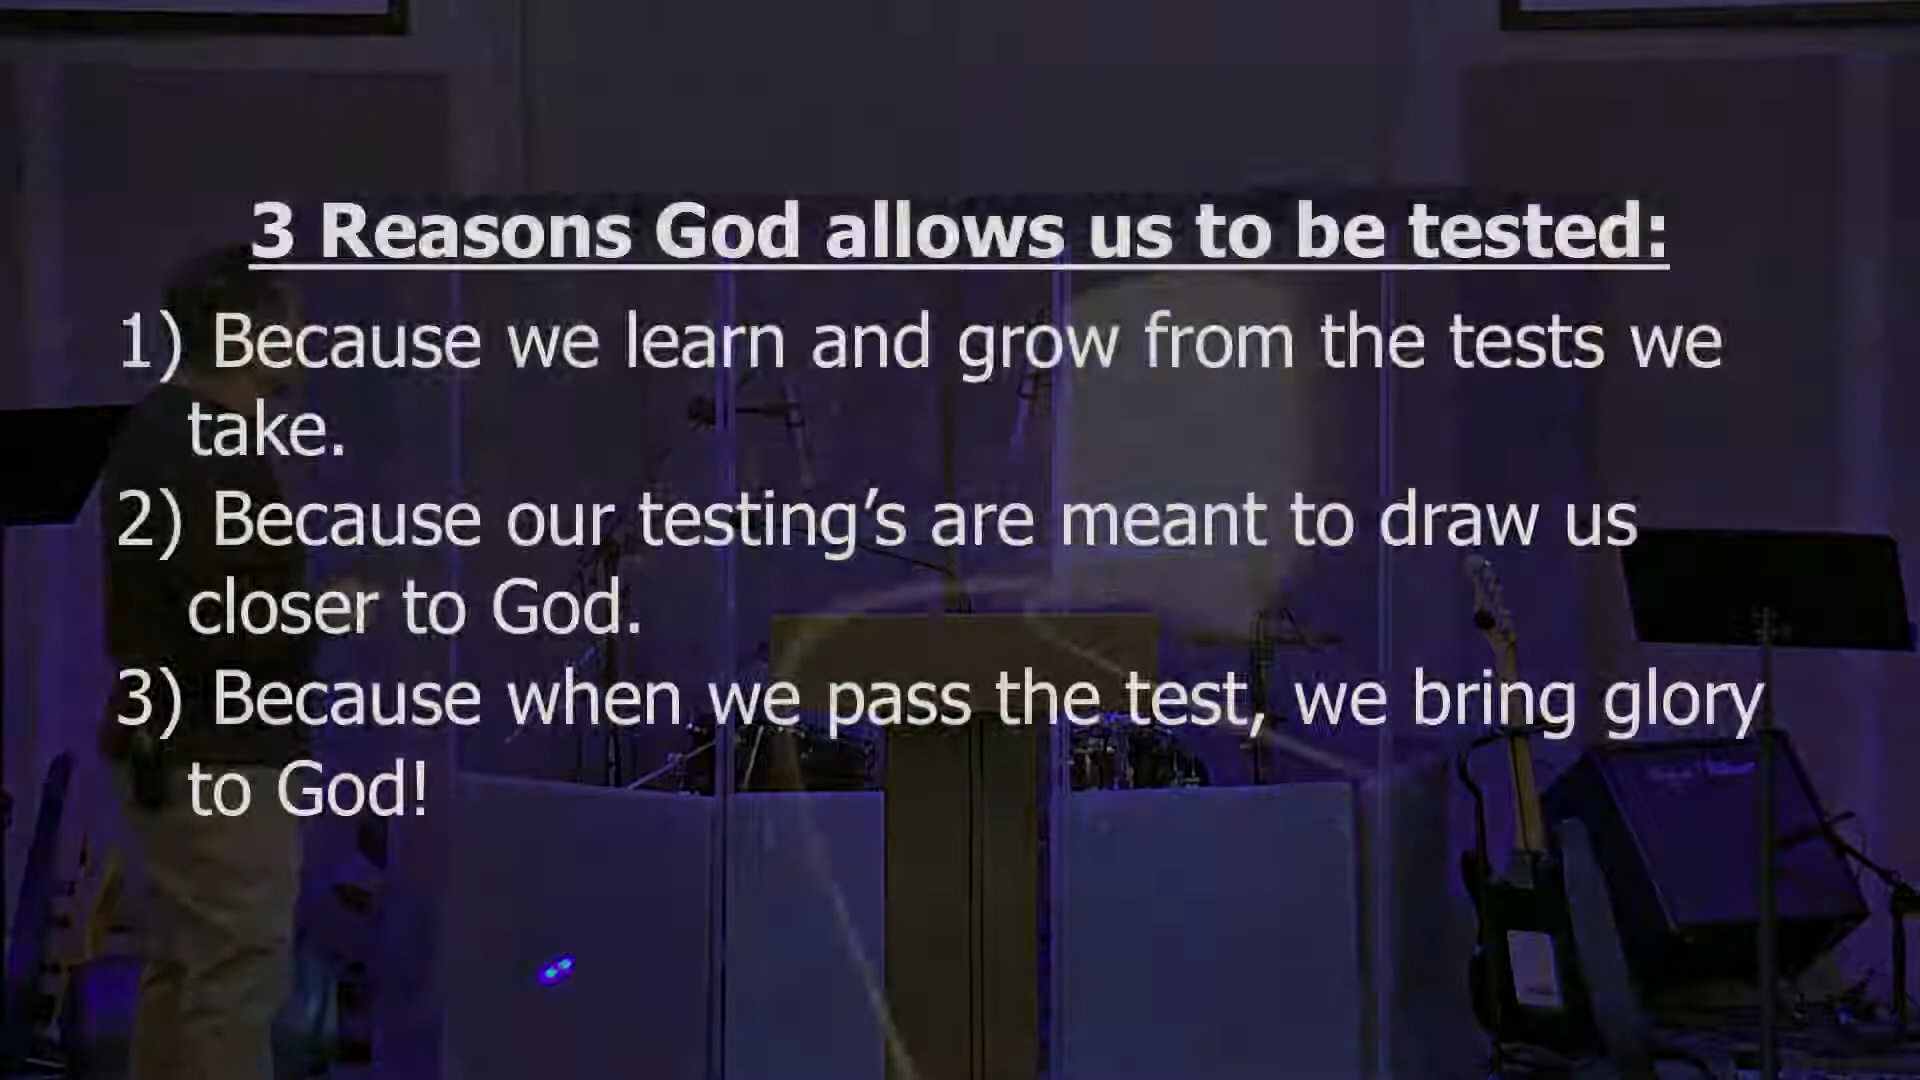 3 Reasons God allows us to be tested:
1) Because we learn and grow from the tests we
take.
2) Because our testing’s are meant to draw us
closer to God.
3) Because when we pass the test, we bring glory
to God!